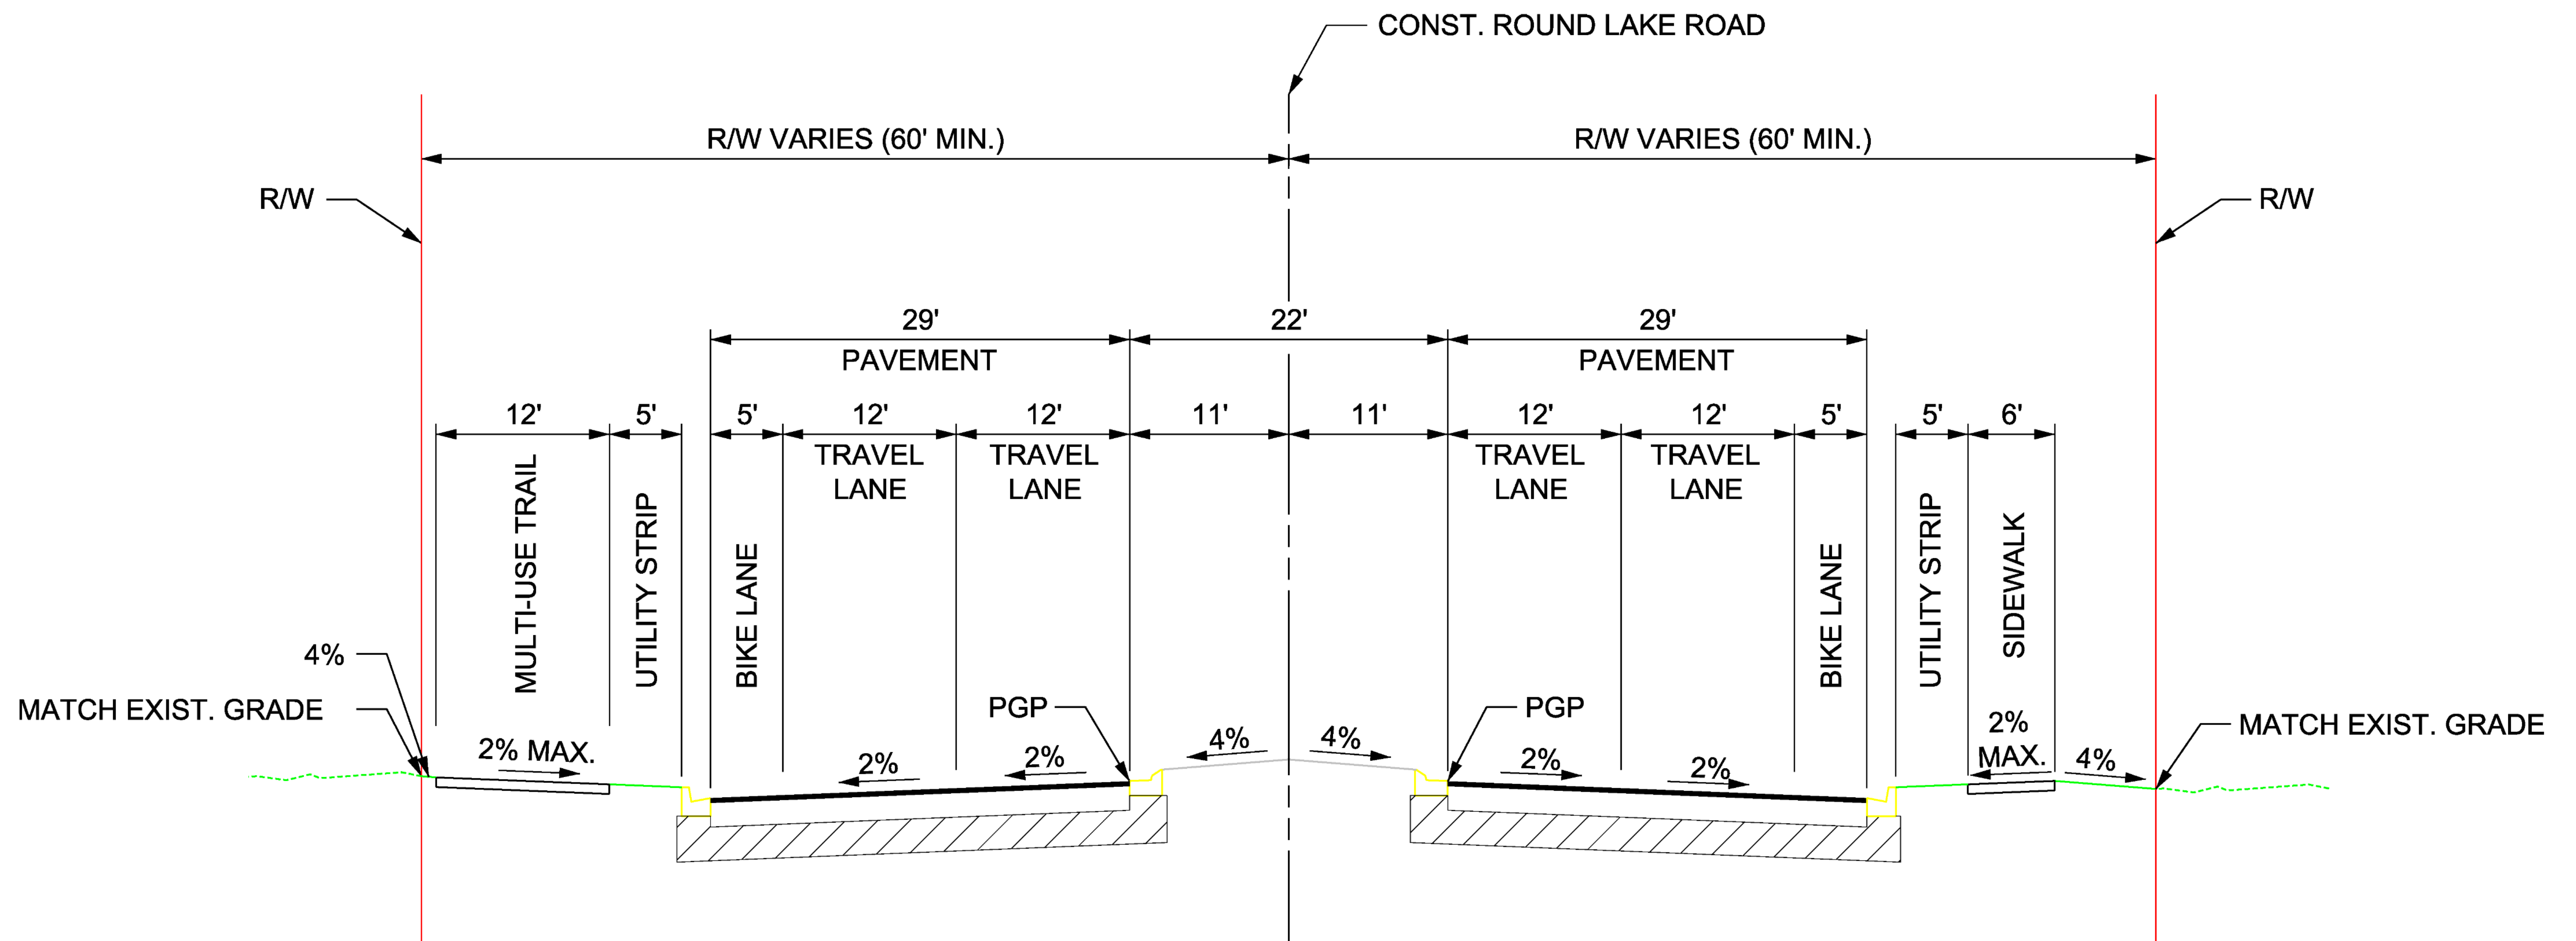 CONST. ROUND LAKE ROAD
R/W VARIES (60' MIN.)
R/W VARIES (60' MIN.)
R/W
R/W
29'
22'
29'
PAVEMENT
PAVEMENT
12'
5'
5'
12'
12'
11'
11'
12'
12'
5'
5'
6'
MULTI-USE TRAIL
UTILITY STRIP
BIKE LANE
TRAVEL
LANE
TRAVEL
LANE
TRAVEL
LANE
TRAVEL
LANE
BIKE LANE
UTILITY STRIP
SIDEWALK
4%
MATCH EXIST. GRADE
PGP
PGP
MATCH EXIST. GRADE
2% MAX.
2%
2%
4%
4%
2%
2%
2%
MAX.
4%